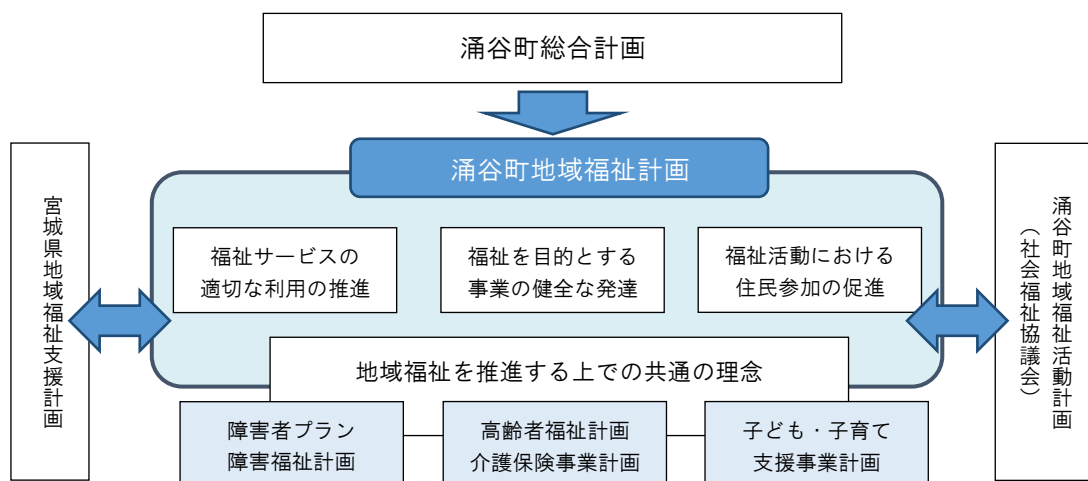 涌谷町総合計画
涌谷町地域福祉計画
宮城県地域福祉支援計画
福祉サービスの
適切な利用の推進
福祉を目的とする
事業の健全な発達
福祉活動における
住民参加の促進
涌谷町地域福祉活動計画
（社会福祉協議会）
地域福祉を推進する上での共通の理念
障害者プラン
障害福祉計画
高齢者福祉計画
介護保険事業計画
子ども・子育て
支援事業計画